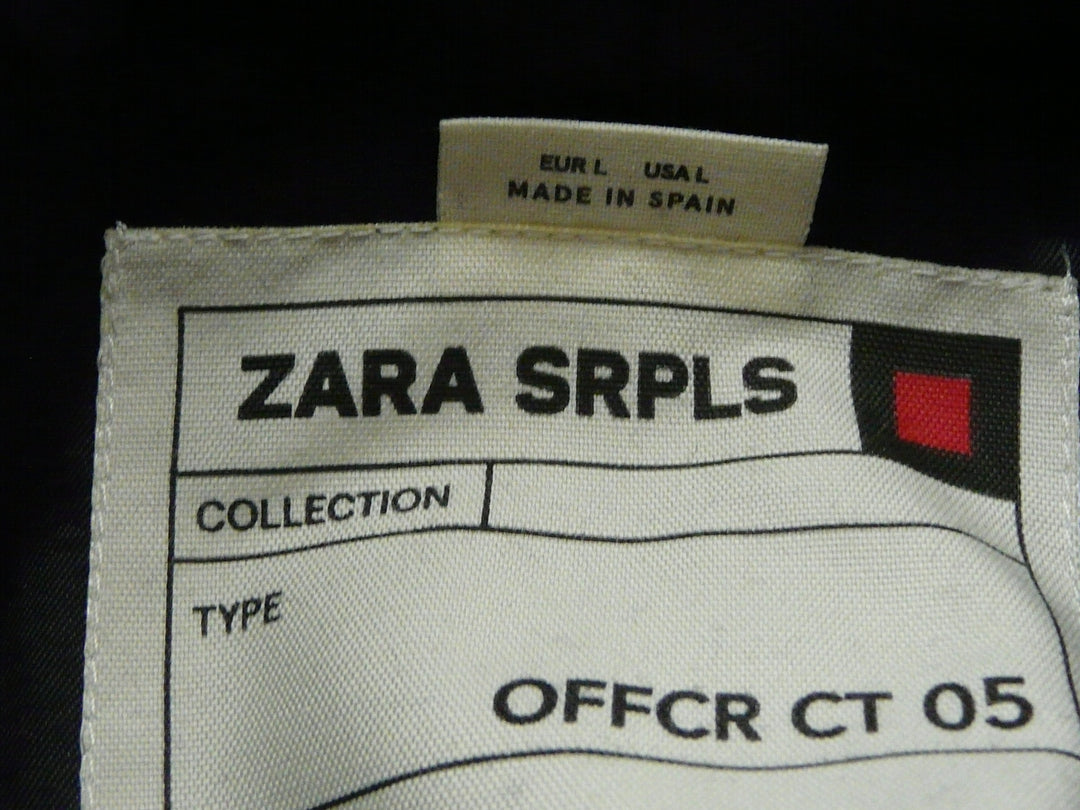 EUR L USA L
MADE IN SPAIN
ZARA SRPLS
COLLECTION
TYPE
OFFCR CT 05